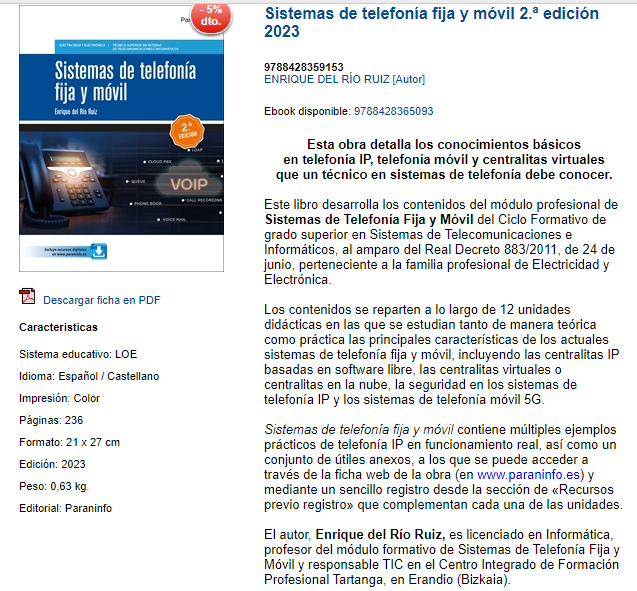 - 5%
dto.
ELECTRICIDAD Y ELECTRÓNICA
TÉCNICO SUPERIOR EN SISTEMAS
DE TELECOMUNICACIONES E INFORMÁTICOS
Sistemas de telefonía
fija y móvil
Enrique del Río Ruiz
2.ª
EDICIÓN
LDAP
CLOUD PBX
QUEUE
VOIP
CALL RECORDING
PHONE BOOK
VOICE MAIL
Incluye recursos digitales
en www.paraninfo.es
Descargar ficha en PDF
Caracteristicas
Sistema educativo: LOE
Idioma: Español / Castellano
Impresión: Color
Páginas: 236
Formato: 21 x 27 cm
Edición: 2023
Peso: 0,63 kg.
Editorial: Paraninfo
Sistemas de telefonía fija y móvil 2.ª edición
2023
9788428359153
ENRIQUE DEL RÍO RUIZ [Autor]
Ebook disponible: 9788428365093
Esta obra detalla los conocimientos básicos
en telefonía IP, telefonía móvil y centralitas virtuales
que un técnico en sistemas de telefonía debe conocer.
Este libro desarrolla los contenidos del módulo profesional de
Sistemas de Telefonía Fija y Móvil del Ciclo Formativo de
grado superior en Sistemas de Telecomunicaciones e
Informáticos, al amparo del Real Decreto 883/2011, de 24 de
junio, perteneciente a la familia profesional de Electricidad y
Electrónica.
Los contenidos se reparten a lo largo de 12 unidades
didácticas en las que se estudian tanto de manera teórica
como práctica las principales características de los actuales
sistemas de telefonía fija y móvil, incluyendo las centralitas IP
basadas en software libre, las centralitas virtuales o
centralitas en la nube, la seguridad en los sistemas de
telefonía IP y los sistemas de telefonía móvil 5G.
Sistemas de telefonía fija y móvil contiene múltiples ejemplos
prácticos de telefonía IP en funcionamiento real, así como un
conjunto de útiles anexos, a los que se puede acceder a
través de la ficha web de la obra (en www.paraninfo.es) y
mediante un sencillo registro desde la sección de «Recursos
previo registro» que complementan cada una de las unidades.
El autor, Enrique del Río Ruiz, es licenciado en Informática,
profesor del módulo formativo de Sistemas de Telefonía Fija y
Móvil y responsable TIC en el Centro Integrado de Formación
Profesional Tartanga, en Erandio (Bizkaia).